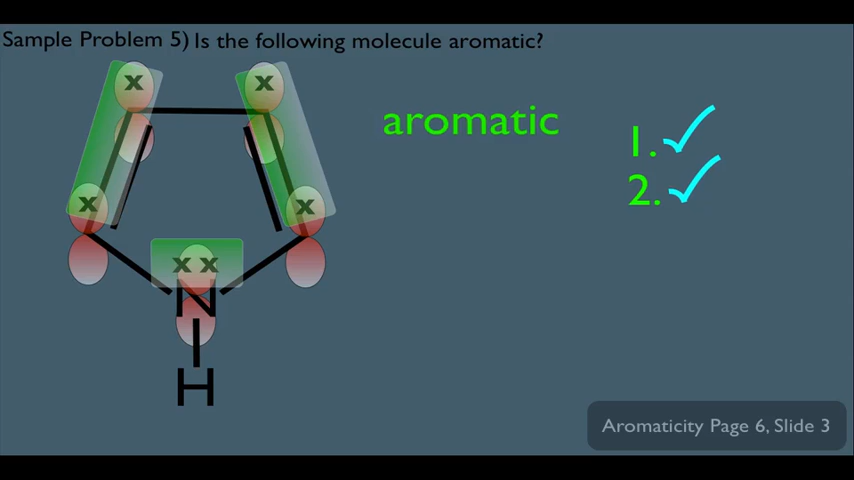 Sample Problem 5) Is the following molecule aromatic?
x x
aromatic
1.
2.
x x
x x
N
H
Aromaticity Page 6, Slide 3